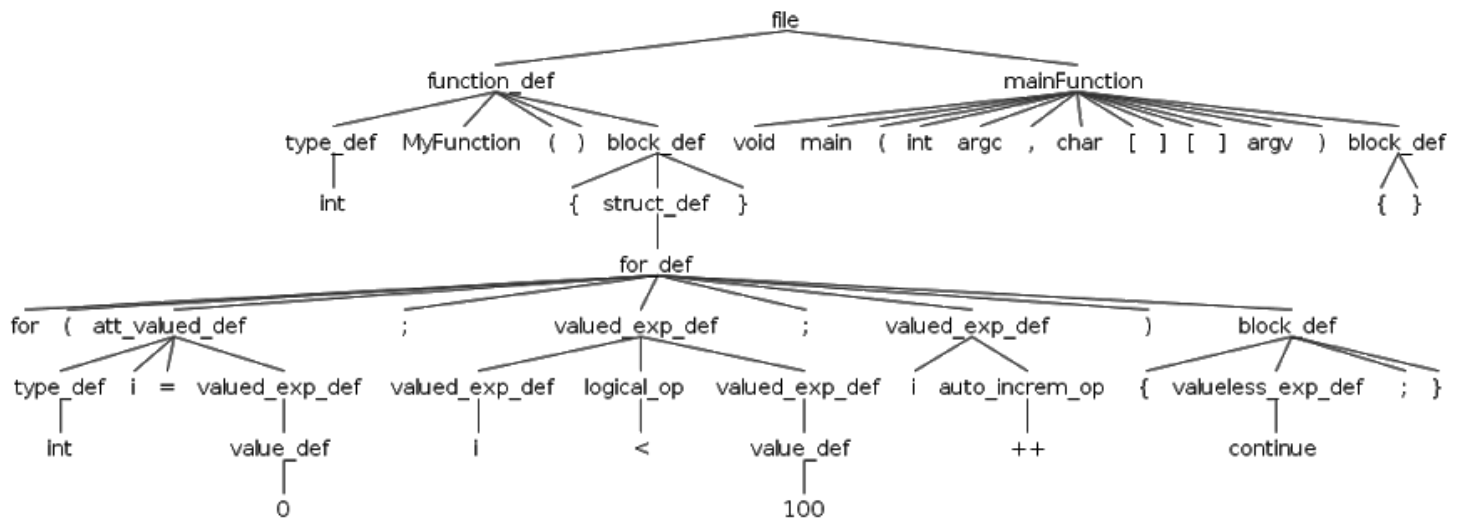 file
function_def mainFunction
type_def MyFunction ( ) block_def void main ( int argc , char [ ] [ ] argv ) block_def
int { struct_def } { }
for_def
for ( att_valued_def ; valued_exp_def ; valued_exp_def ) block_def
type_def i = valued_exp_def valued_exp_def logical_op valued_exp_def i auto_increm_op { valueless_exp_def ; }
int value_def i < value_def ++ continue
0 100